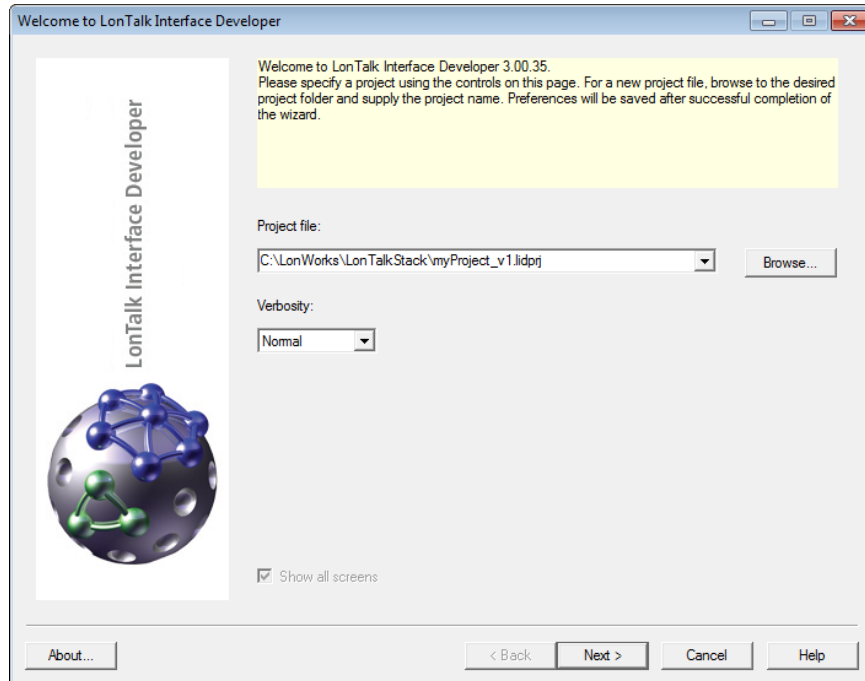 Welcome to LonTalk Interface Developer
LonTalk Interface Developer
Welcome to LonTalk Interface Developer 3.00.35.
Please specify a project using the controls on this page. For a new project file, browse to the desired
project folder and supply the project name. Preferences will be saved after successful completion of
the wizard.
Project file:
C:\LonWorks\LonTalkStack\myProject_v1.lidprj
Browse...
Verbosity:
Normal
Show all screens
About...
< Back
Next >
Cancel
Help